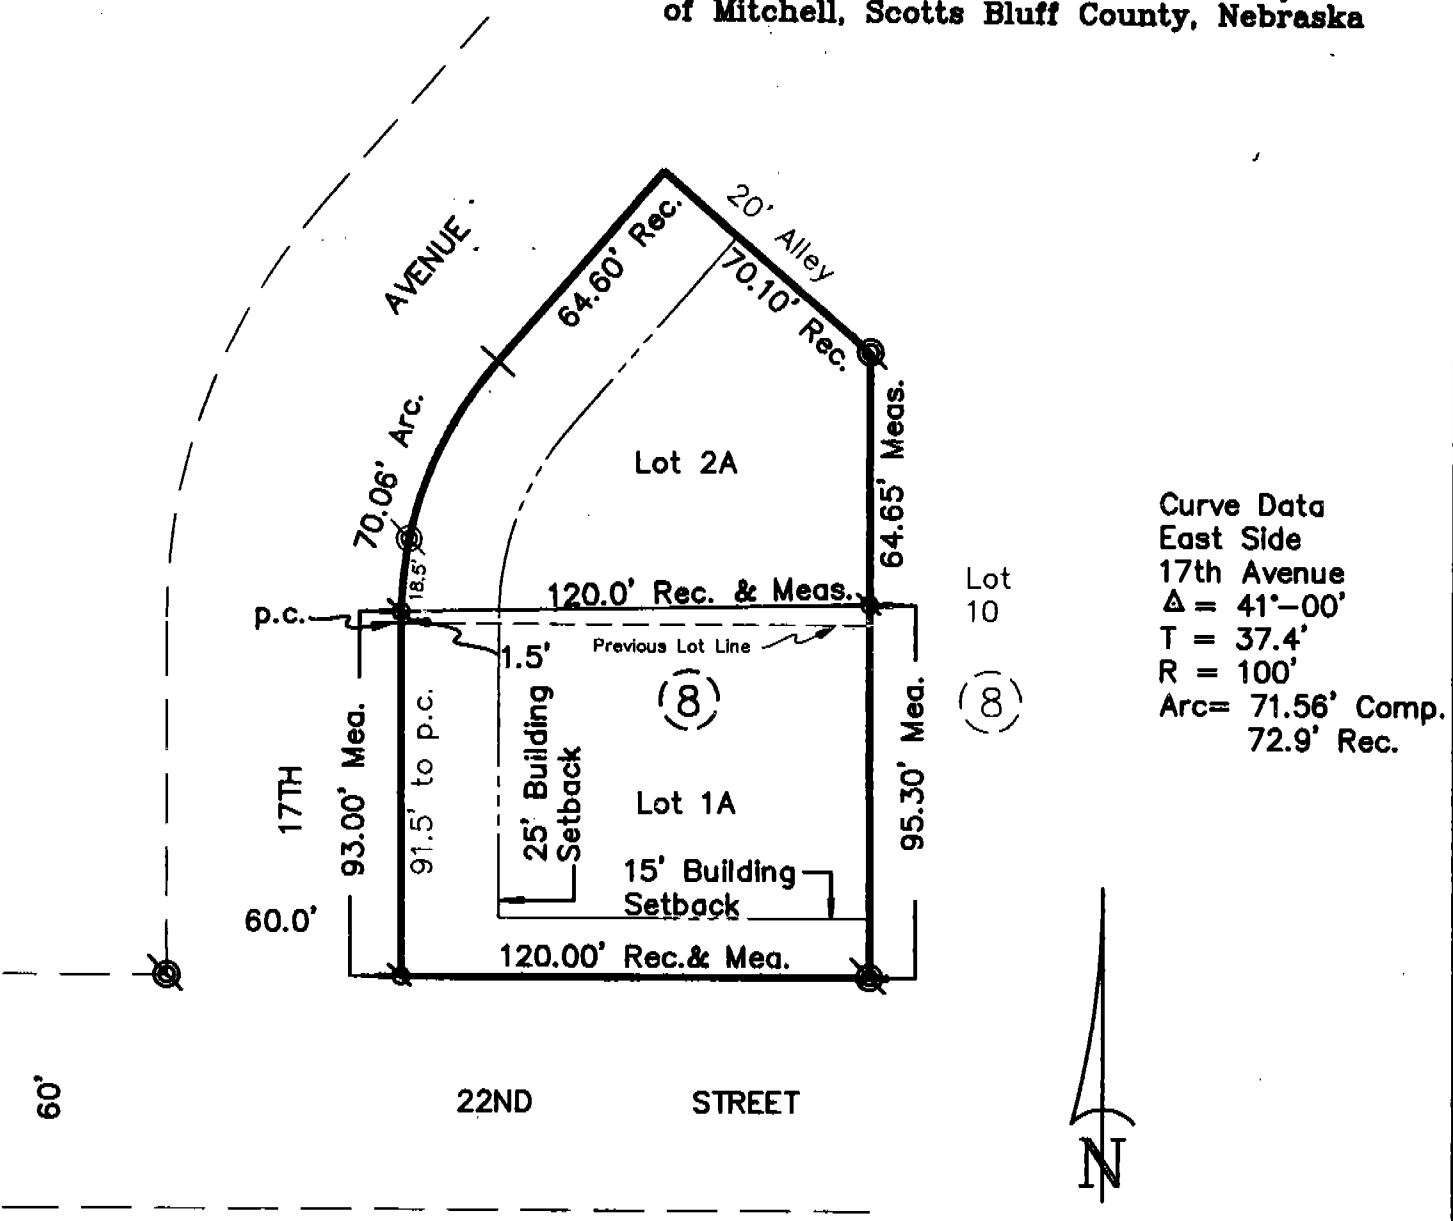 of Mitchell, Scotts Bluff County, Nebraska
AVENUE
64.60' Rec.
20' Alley
70.10' Rec.
70.06' Arc.
18.5'
Lot 2A
64.65' Meas.
120.0' Rec. & Meas.
p.c.
1.5'
Previous Lot Line
8
Lot
10
8
Curve Data
East Side
17th Avenue
Δ = 41°-00'
T = 37.4'
R = 100'
Arc= 71.56' Comp.
72.9' Rec.
17TH
93.00' Mea.
91.5' to p.c.
25' Building
Setback
Lot 1A
95.30' Mea.
15' Building
Setback
60.0'
120.00' Rec.& Mea.
60'
22ND STREET
N